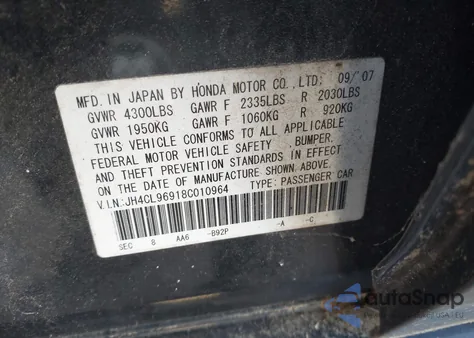 MFD. IN JAPAN BY HONDA MOTOR CO.,LTD: 09/07
GVWR 4300LBS GAWR F 2335LBS R 2030LBS
GVWR 1950KG GAWR F 1060KG R 920KG
THIS VEHICLE CONFORMS TO ALL APPLICABLE
FEDERAL MOTOR VEHICLE SAFETY, BUMPER,
AND THEFT PREVENTION STANDARDS IN EFFECT
ON THE DATE OF MANUFACTURE SHOWN ABOVE.
V.I.N:JH4CL96918C010964 TYPE: PASSENGER CAR
SEC 8 AA6 -B92P -A -C
AutoSnap